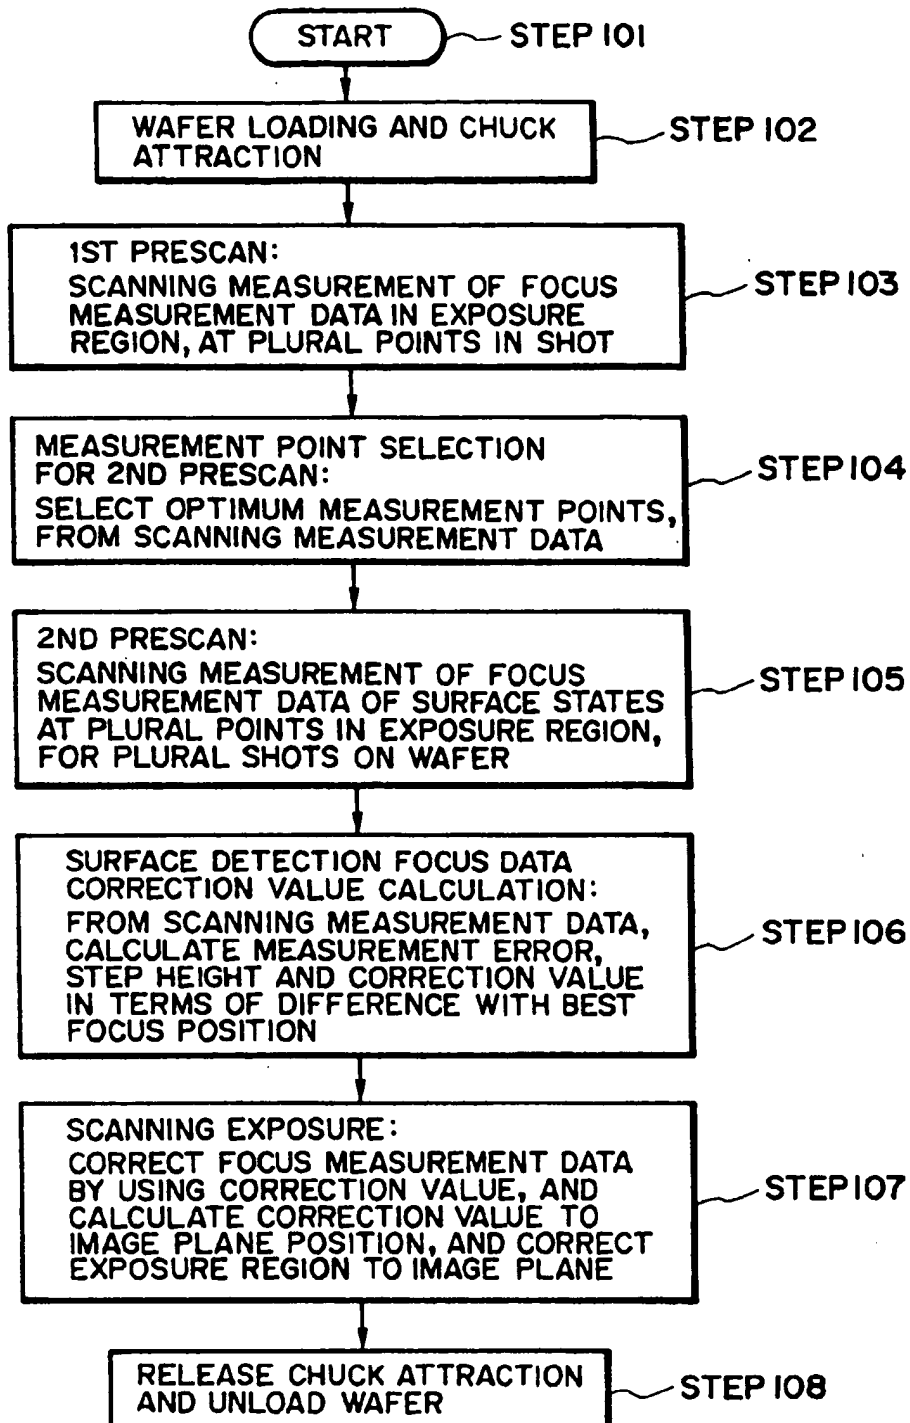 START
STEP 101
WAFER LOADING AND CHUCK
ATTRACTION
STEP 102
1ST PRESCAN:
SCANNING MEASUREMENT OF FOCUS
MEASUREMENT DATA IN EXPOSURE
REGION, AT PLURAL POINTS IN SHOT
STEP 103
MEASUREMENT POINT SELECTION
FOR 2ND PRESCAN:
SELECT OPTIMUM MEASUREMENT POINTS,
FROM SCANNING MEASUREMENT DATA
STEP 104
2ND PRESCAN:
SCANNING MEASUREMENT OF FOCUS
MEASUREMENT DATA OF SURFACE STATES
AT PLURAL POINTS IN EXPOSURE REGION,
FOR PLURAL SHOTS ON WAFER
STEP 105
SURFACE DETECTION FOCUS DATA
CORRECTION VALUE CALCULATION:
FROM SCANNING MEASUREMENT DATA,
CALCULATE MEASUREMENT ERROR,
STEP HEIGHT AND CORRECTION VALUE
IN TERMS OF DIFFERENCE WITH BEST
FOCUS POSITION
STEP 106
SCANNING EXPOSURE:
CORRECT FOCUS MEASUREMENT DATA
BY USING CORRECTION VALUE, AND
CALCULATE CORRECTION VALUE TO
IMAGE PLANE POSITION, AND CORRECT
EXPOSURE REGION TO IMAGE PLANE
STEP 107
RELEASE CHUCK ATTRACTION
AND UNLOAD WAFER
STEP 108